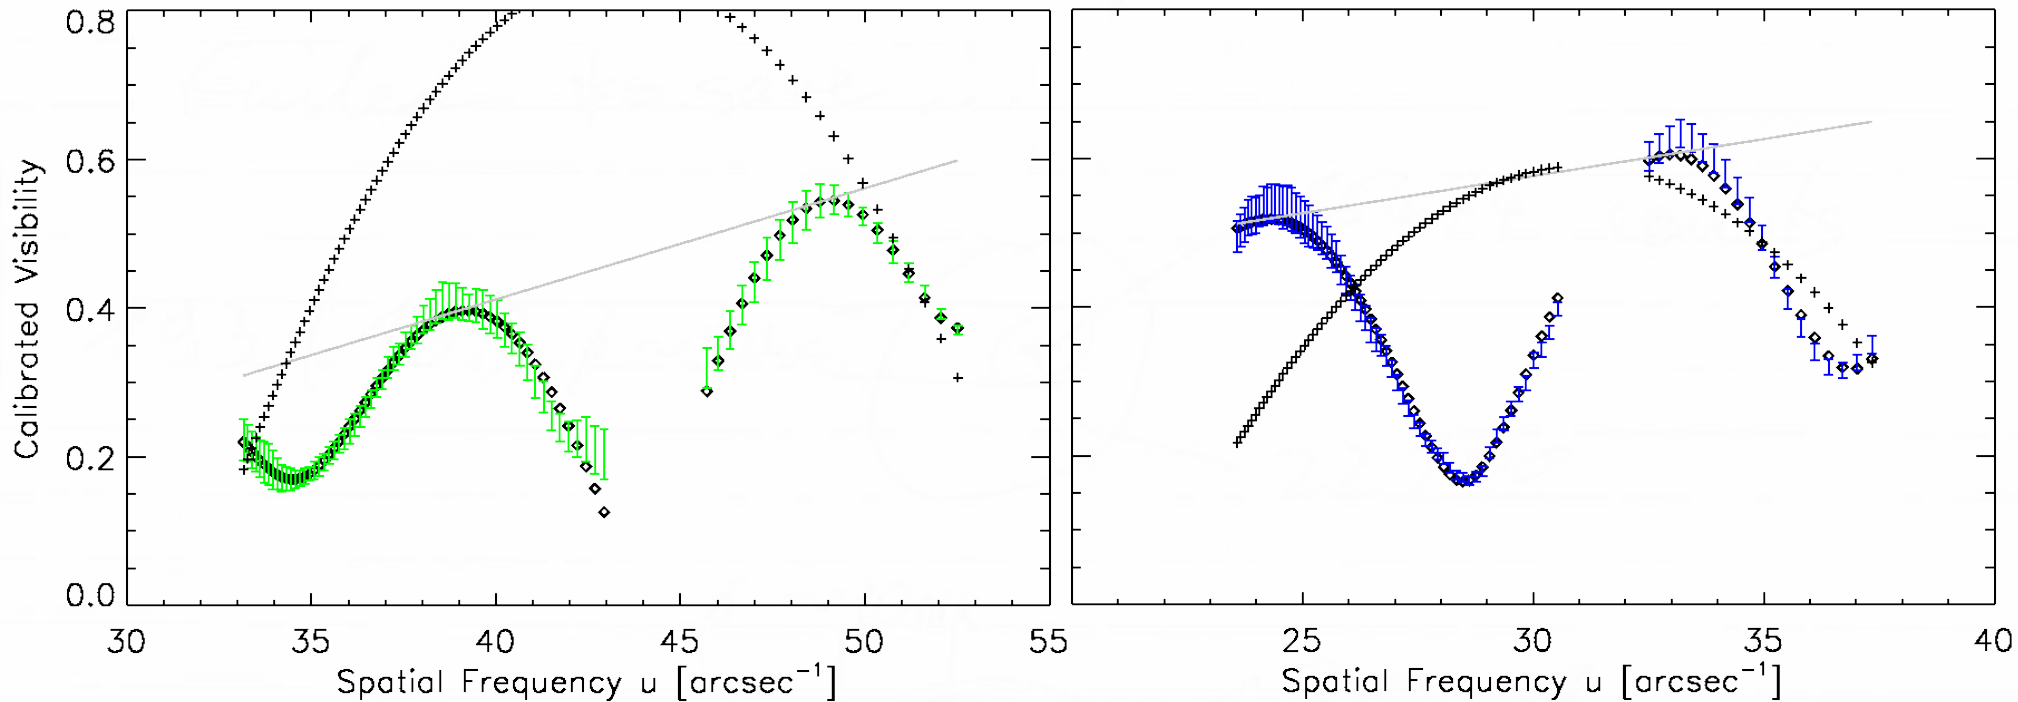 0.8
0.6
0.4
0.2
0.0
Calibrated Visibility
30 35 40 45 50 55
Spatial Frequency u [arcsec⁻¹]
25 30 35 40
Spatial Frequency u [arcsec⁻¹]